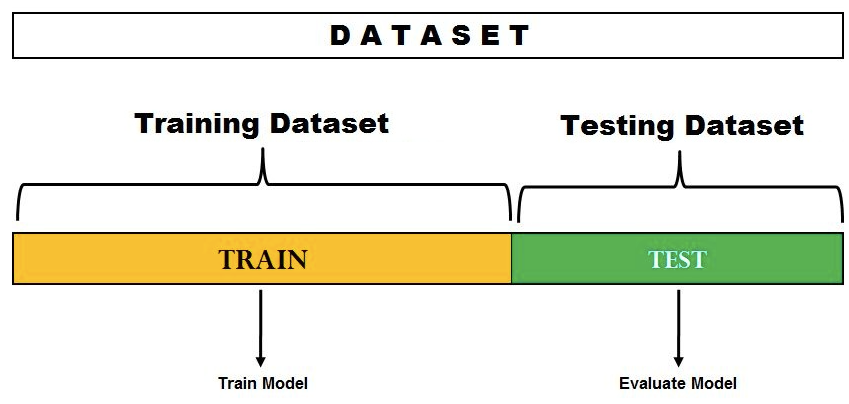 DATASET
Training Dataset
Testing Dataset
TRAIN
TEST
Train Model
Evaluate Model